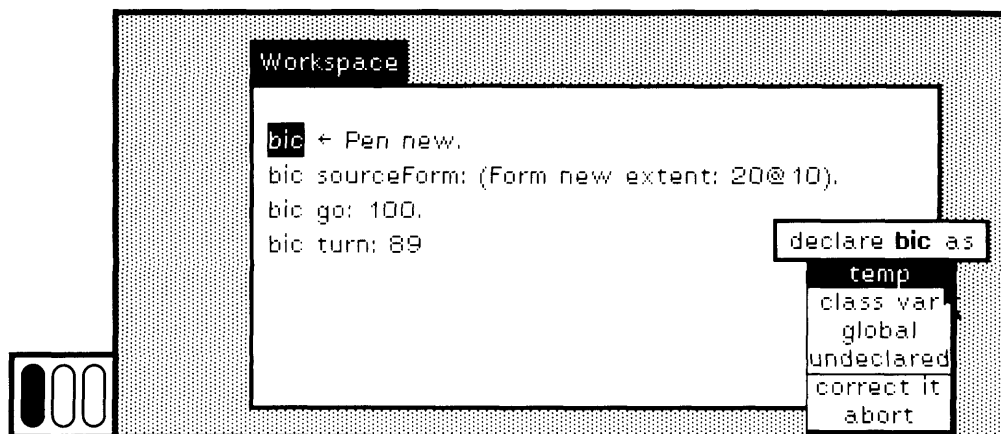 Workspace
bic ← Pen new.
bic sourceForm: (Form new extent: 20@10).
bic go: 100.
bic turn: 89
declare bic as
temp
class var
global
undeclared
correct it
abort